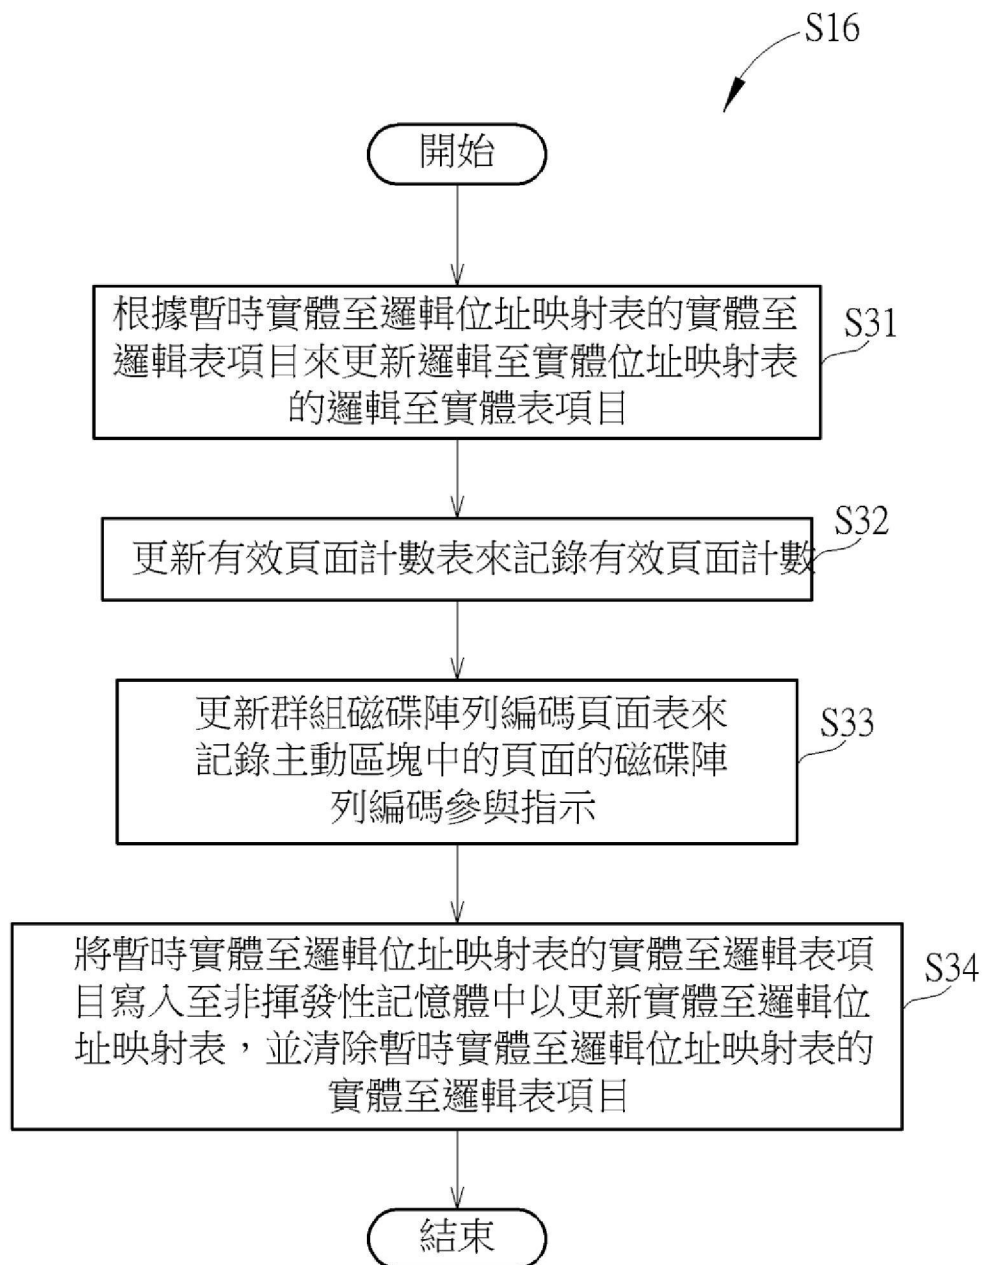 S16
開始
根據暫時實體至邏輯位址映射表的實體至
邏輯表項目來更新邏輯至實體位址映射表
的邏輯至實體表項目
S31
更新有效頁面計數表來記錄有效頁面計數
S32
更新群組磁碟陣列編碼頁面表來
記錄主動區塊中的頁面的磁碟陣
列編碼參與指示
S33
將暫時實體至邏輯位址映射表的實體至邏輯表項
目寫入至非揮發性記憶體中以更新實體至邏輯位
址映射表，並清除暫時實體至邏輯位址映射表的
實體至邏輯表項目
S34
結束